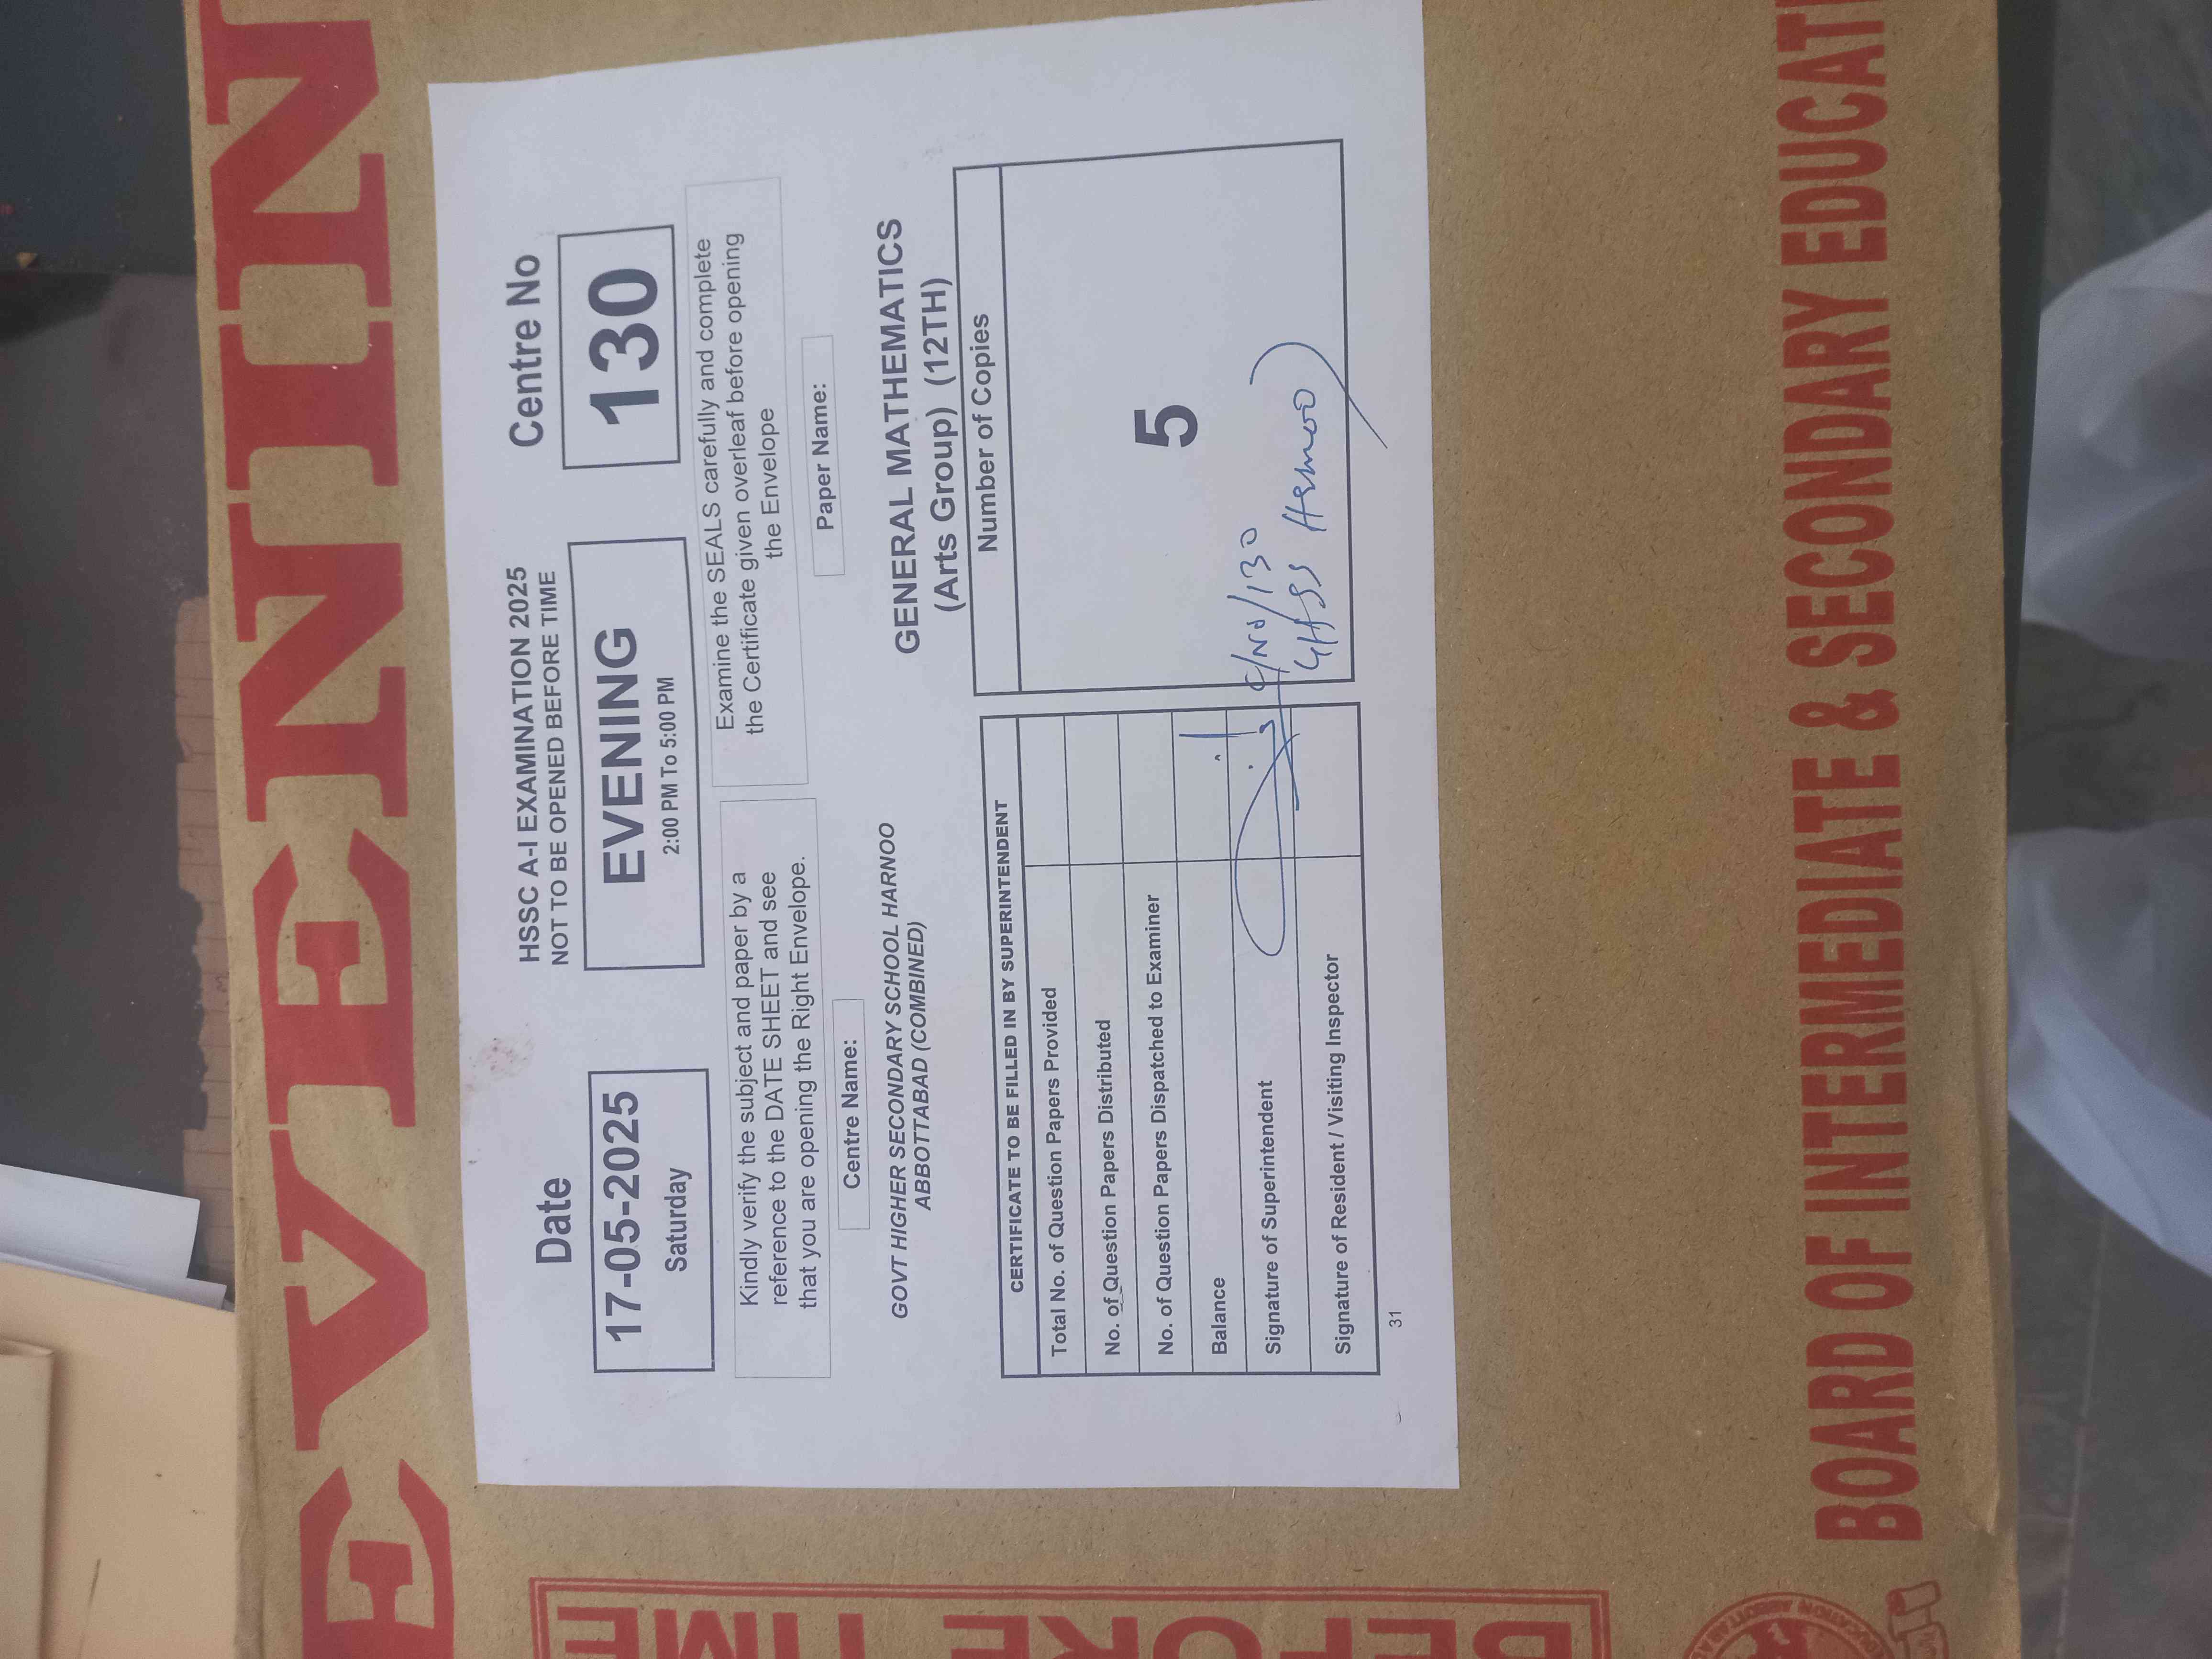 EVENIN
Date
17-05-2025
Saturday
HSSC A-I EXAMINATION 2025
NOT TO BE OPENED BEFORE TIME
EVENING
2:00 PM To 5:00 PM
Centre No
130
Kindly verify the subject and paper by a
reference to the DATE SHEET and see
that you are opening the Right Envelope.
Examine the SEALS carefully and complete
the Certificate given overleaf before opening
the Envelope
Centre Name:
GOVT HIGHER SECONDARY SCHOOL HARNOO
ABBOTTABAD (COMBINED)
Paper Name:
GENERAL MATHEMATICS
(Arts Group) (12TH)
CERTIFICATE TO BE FILLED IN BY SUPERINTENDENT
Total No. of Question Papers Provided
No. of Question Papers Distributed
No. of Question Papers Dispatched to Examiner
Balance
Signature of Superintendent
Signature of Resident / Visiting Inspector
Number of Copies
5
C/No/130
GHSS Harnoo
31
BEFORE
TIME
BOARD OF INTERMEDIATE & SECONDARY EDUCATI